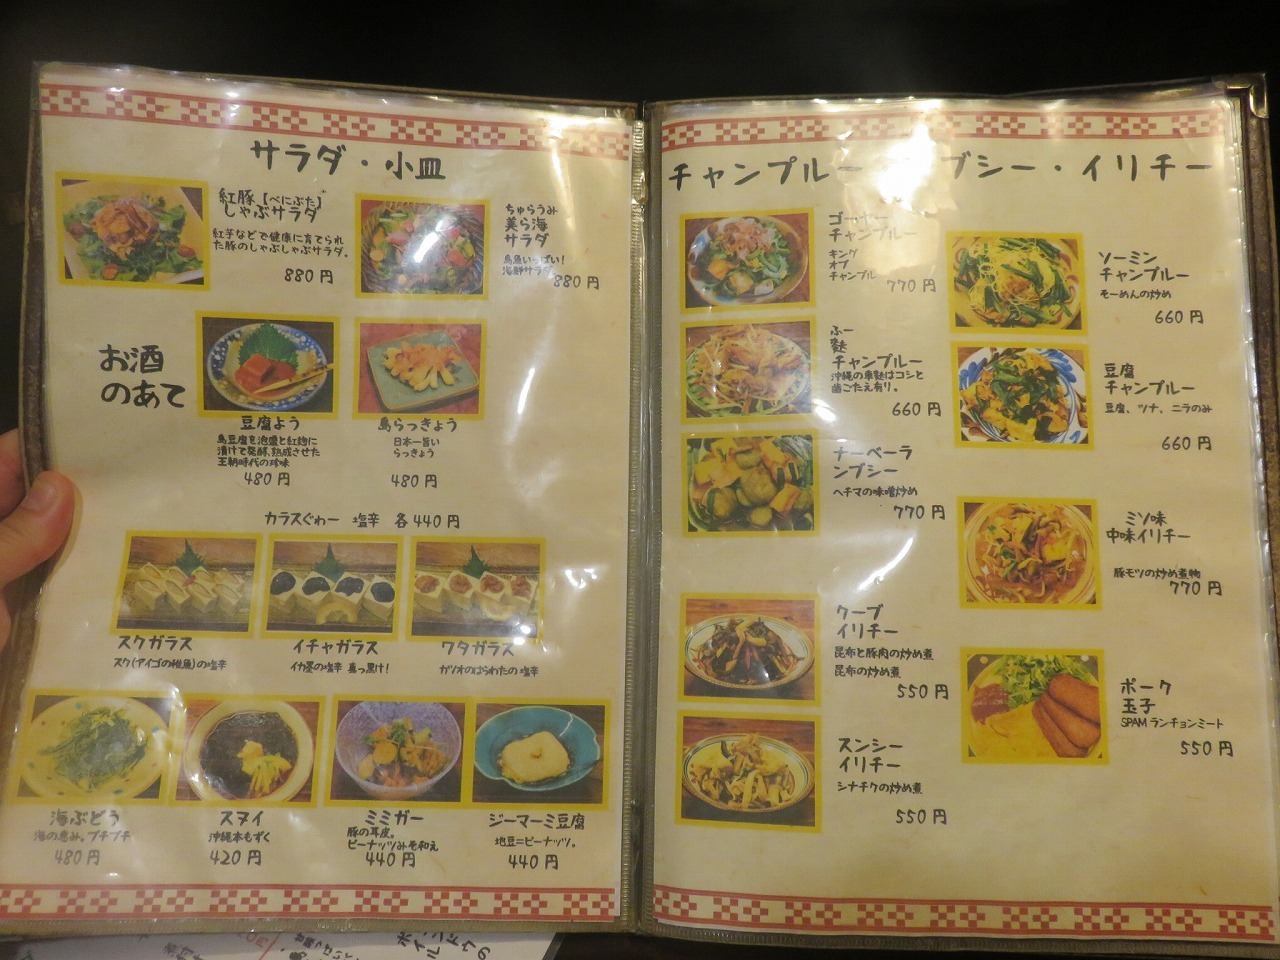 サラダ・小皿
紅豚【べにぶた】
しゃぶサラダ
紅芋などで健康に育てられ
た豚のしゃぶしゃぶサラダ。
880円
ちゅらうみ
美ら海
サラダ
島魚いっぱい!
海鮮サラダ
880円
お酒
のあて
豆腐よう
島豆腐を泡盛と紅麹に
漬けて発酵、熟成させた
王朝時代の珍味
480円
島らっきょう
日本一旨い
らっきょう
480円
カラスぐゎー 塩辛 各440円
スクガラス
スク(アイゴの稚魚)の塩辛
イチャガラス
イカ墨の塩辛 真っ黒け!
ワタガラス
ガツオのはらわたの塩辛
海ぶどう
海の恵み。プチプチ
480円
スヌイ
沖縄本もずく
420円
ミミガー
豚の耳皮。
ピーナッツみそ和え
440円
ジーマーミ豆腐
地豆=ピーナッツ。
440円
チャンプルー ブシー・イリチー
ゴーヤー
チャンプルー
キング
オブ
チャンプルー
770円
ふー
麩
チャンプルー
沖縄の車麩はコシと
歯ごたえ有り。
660円
ナーベーラ
ンブシー
ヘチマの味噌炒め
770円
クーブ
イリチー
昆布と豚肉の炒め煮
昆布の炒め煮
550円
スンシー
イリチー
シナチクの炒め煮
550円
ソーミン
チャンプルー
そーめんの炒め
660円
豆腐
チャンプルー
豆腐、ツナ、ニラのみ
660円
ミソ味
中味イリチー
豚モツの炒め煮物
770円
ポーク
玉子
SPAMランチョンミート
550円